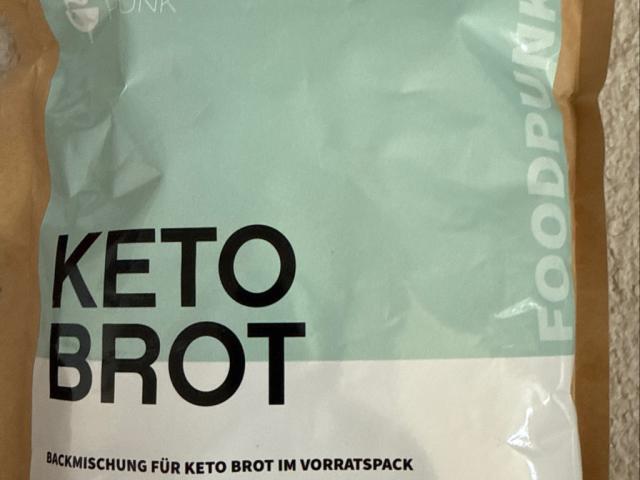 FOODPUNK
KETO
BROT
BACKMISCHUNG FÜR KETO BROT IM VORRATSPACK